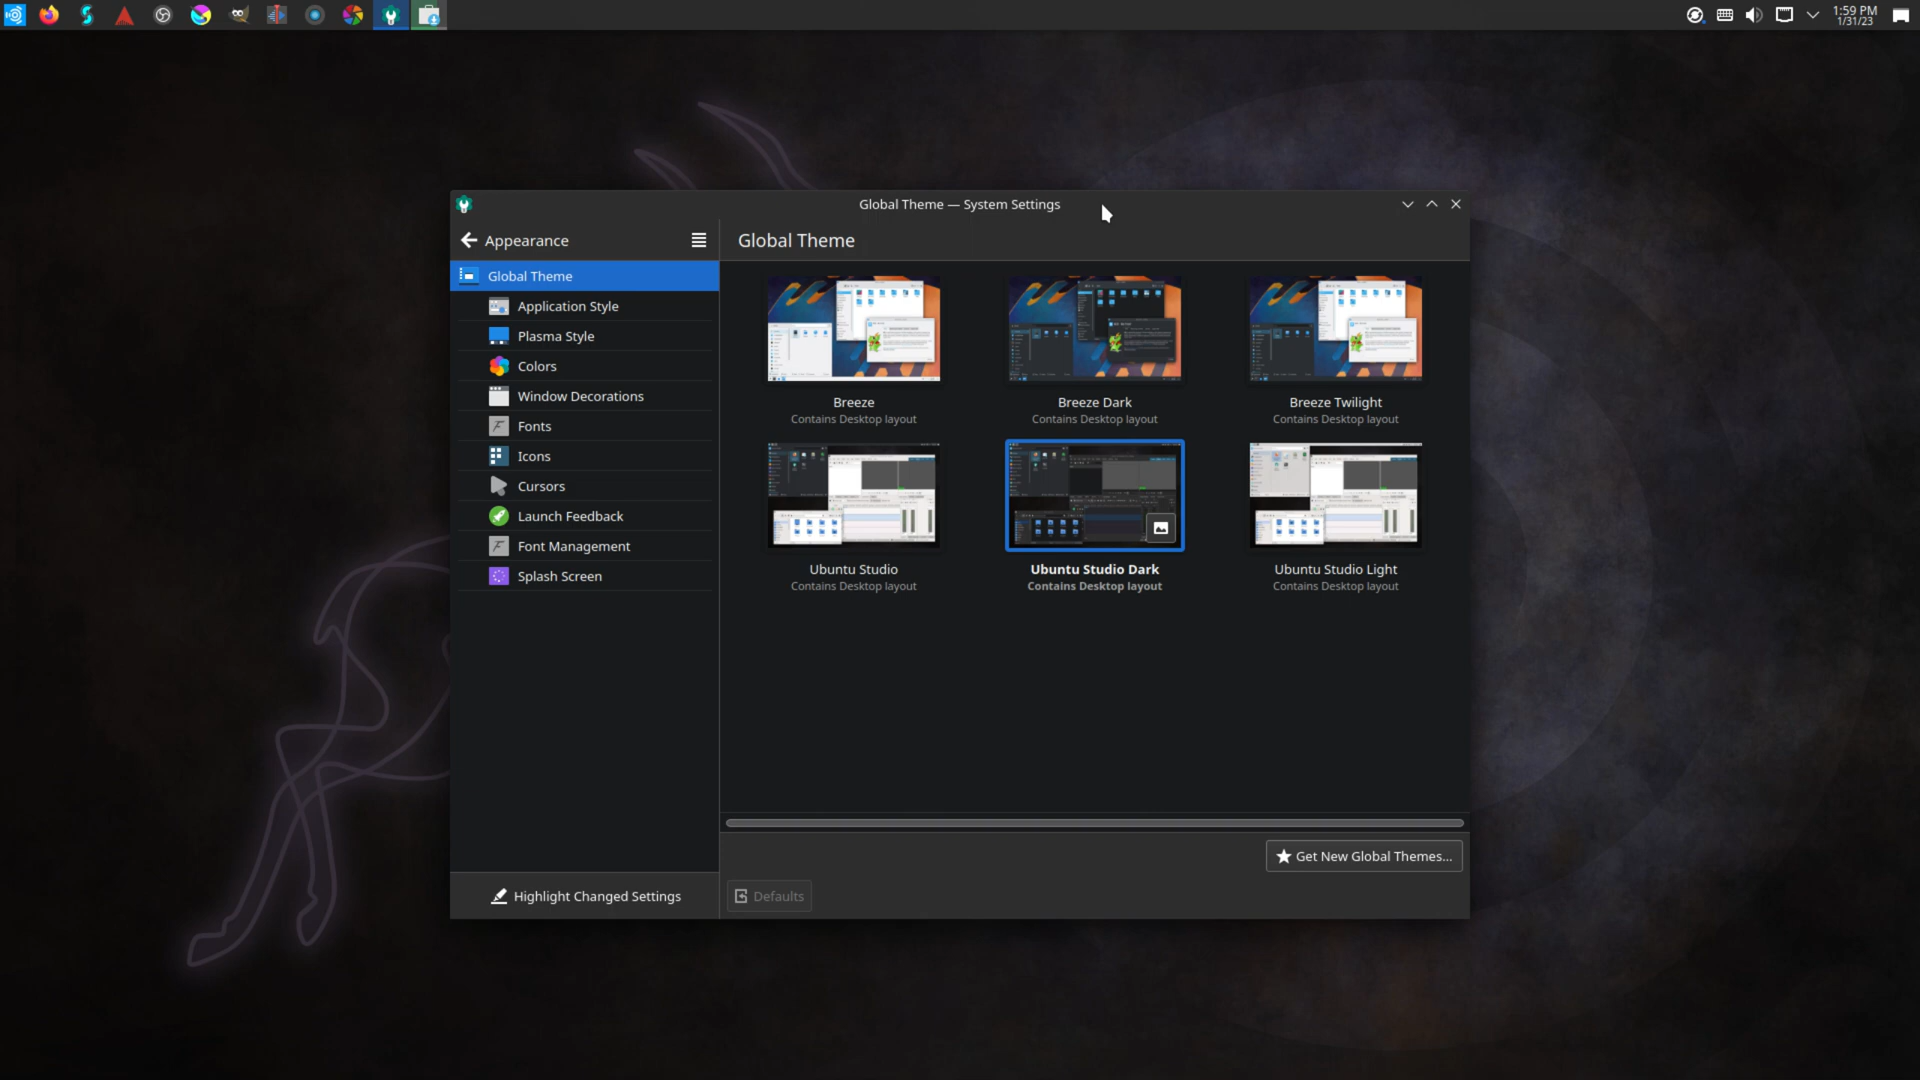 1:59 PM
1/31/23
Global Theme — System Settings
Appearance
Global Theme
Global Theme
Application Style
Plasma Style
Colors
Window Decorations
Fonts
Icons
Cursors
Launch Feedback
Font Management
Splash Screen
Breeze
Contains Desktop layout
Breeze Dark
Contains Desktop layout
Breeze Twilight
Contains Desktop layout
Ubuntu Studio
Contains Desktop layout
Ubuntu Studio Dark
Contains Desktop layout
Ubuntu Studio Light
Contains Desktop layout
Get New Global Themes...
Highlight Changed Settings
Defaults